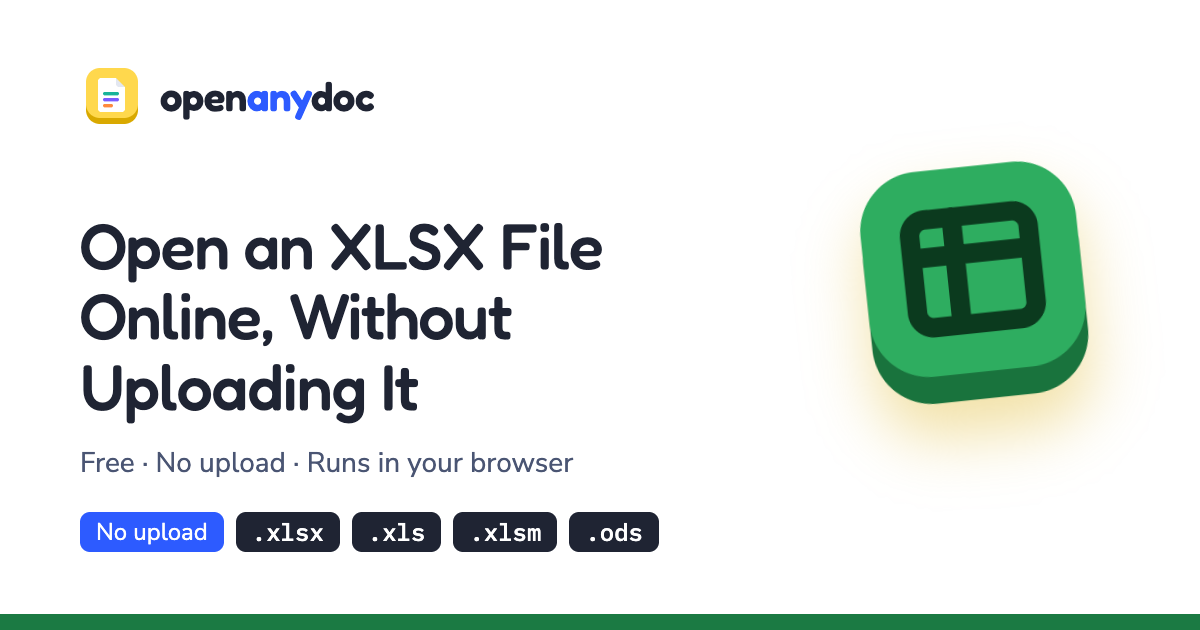 openanydoc
Open an XLSX File
Online, Without
Uploading It
Free · No upload · Runs in your browser
No upload .xlsx .xls .xlsm .ods